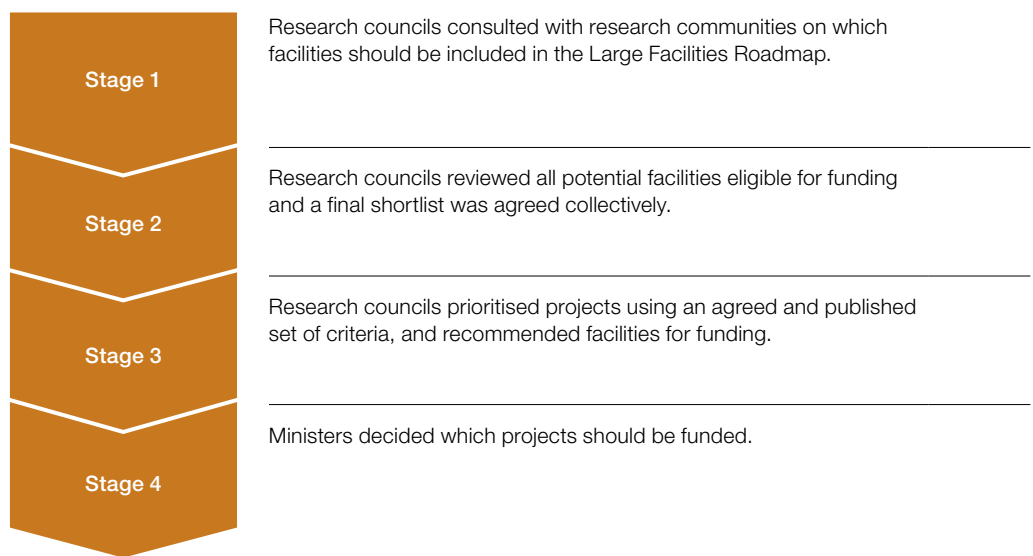 Stage 1
Research councils consulted with research communities on which
facilities should be included in the Large Facilities Roadmap.
Stage 2
Research councils reviewed all potential facilities eligible for funding
and a final shortlist was agreed collectively.
Stage 3
Research councils prioritised projects using an agreed and published
set of criteria, and recommended facilities for funding.
Stage 4
Ministers decided which projects should be funded.